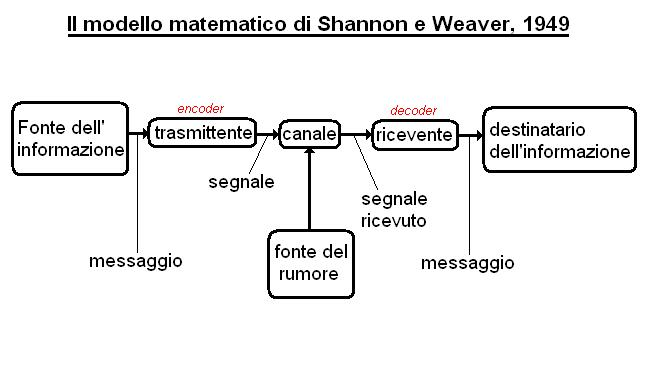 Il modello matematico di Shannon e Weaver, 1949
encoder
decoder
Fonte dell'
informazione
trasmittente
canale
ricevente
destinatario
dell'informazione
segnale
segnale
ricevuto
messaggio
fonte del
rumore
messaggio